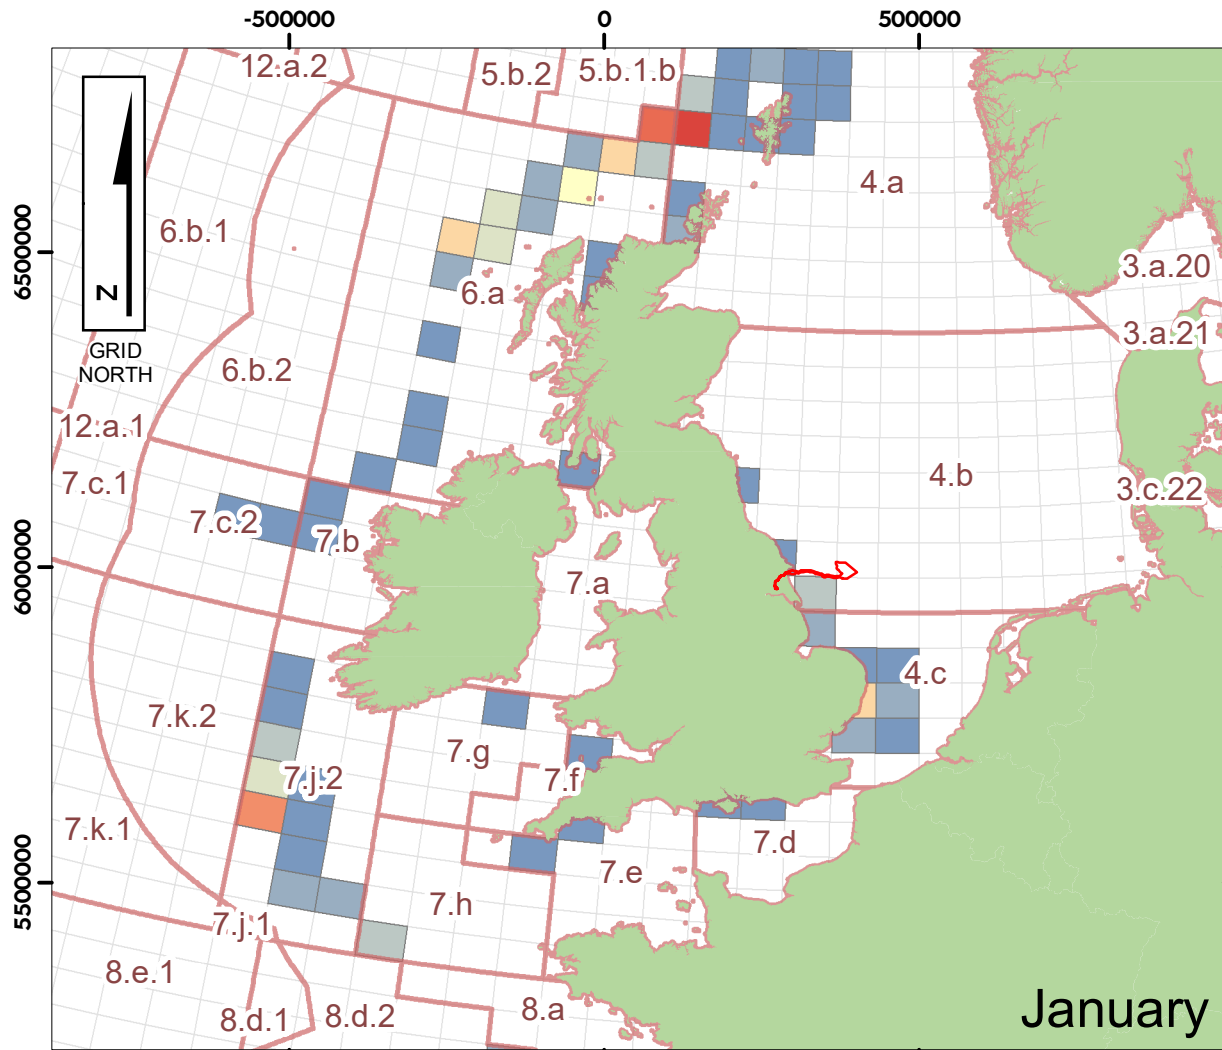 -5000000 0 500000
12.a.2
5.b.2
5.b.1.b
4.a
6.b.1
6500000
3.a.20
6.a
N
3.a.21
GRID
NORTH
6.b.2
12.a.1
7.c.1
4.b
3.c.22
7.c.2
7.b
6000000
7.a
4.c
7.k.2
7.g
7.j.2
7.f
7.k.1
7.d
7.e
5500000
7.h
7.j.1
8.e.1
8.d.1
8.d.2
8.a
January